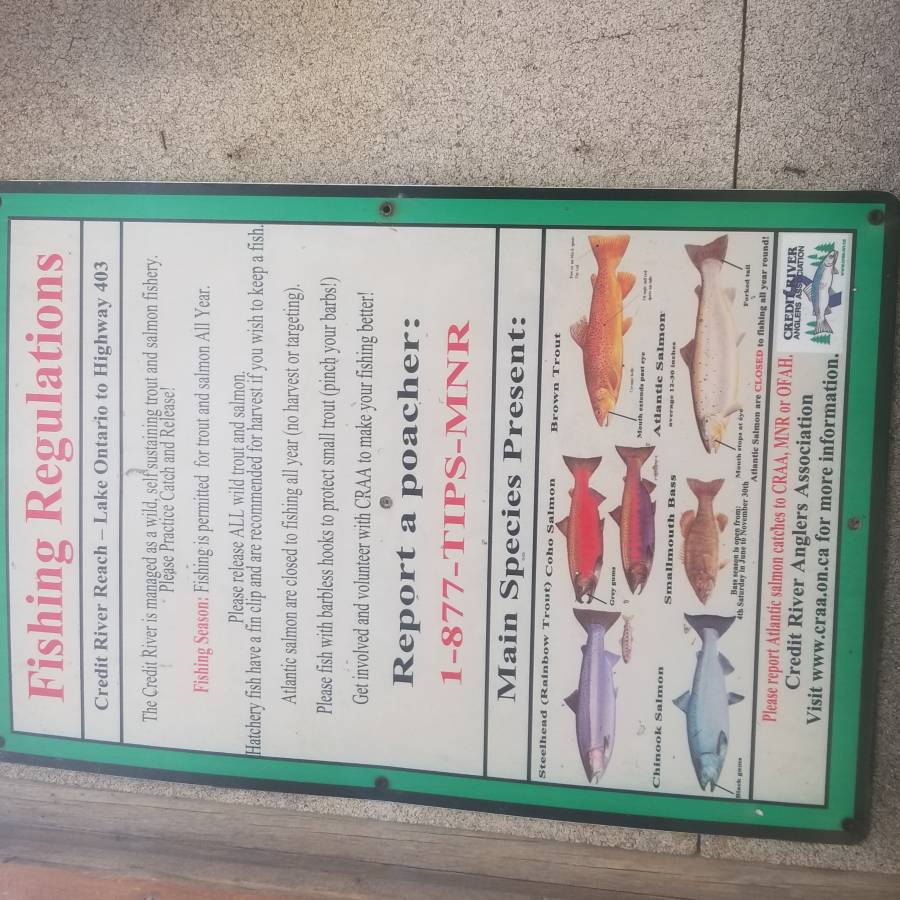 Fishing Regulations
Credit River Reach – Lake Ontario to Highway 403
The Credit River is managed as a wild, self sustaining trout and salmon fishery.
Please Practice Catch and Release!
Fishing Season: Fishing is permitted for trout and salmon All Year.
Please release ALL wild trout and salmon.
Hatchery fish have a fin clip and are recommended for harvest if you wish to keep a fish.
Atlantic salmon are closed to fishing all year (no harvest or targeting).
Please fish with barbless hooks to protect small trout (pinch your barbs!)
Get involved and volunteer with CRAA to make your fishing better!
Report a poacher:
1-877-TIPS-MNR
Main Species Present:
Steelhead (Rainbow Trout) Coho Salmon
Brown Trout
Grey gums
Mouth extends past eye
Chinook Salmon
Smallmouth Bass
Atlantic Salmon
average 12-36 inches
Black gums
Bass season is open from:
4th Saturday in June to November 30th
Mouth stops at eye
Forked tail
Atlantic Salmon are CLOSED to fishing all year round!
Please report Atlantic salmon catches to CRAA, MNR or OFAH.
Credit River Anglers Association
Visit www.craa.on.ca for more information.
CREDIT RIVER
ANGLERS ASSOCIATION
www.craa.on.ca